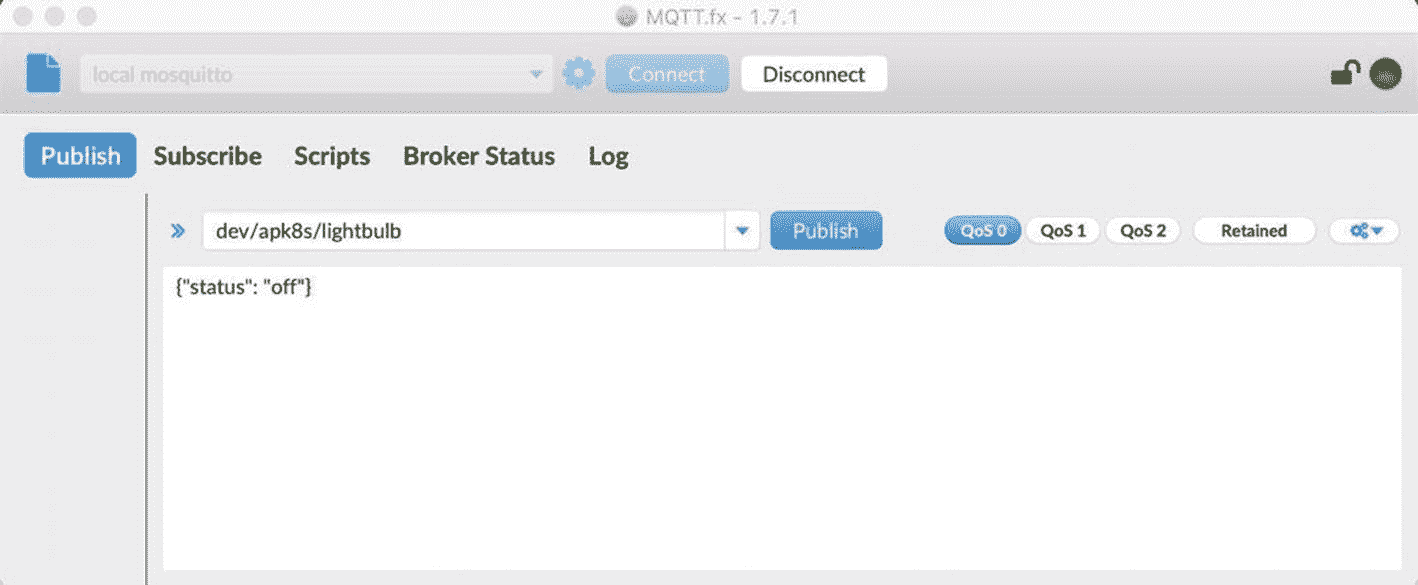 MQTT.fx - 1.7.1
local mosquitto Connect Disconnect
Publish Subscribe Scripts Broker Status Log
dev/apk8s/lightbulb Publish QoS 0 QoS 1 QoS 2 Retained
{"status": "off"}